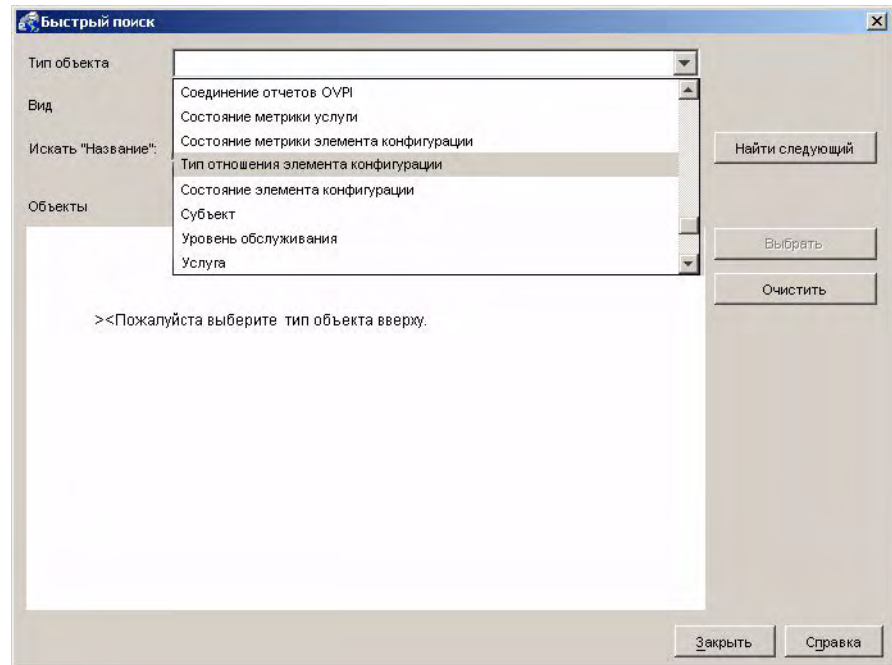 Быстрый поиск
Тип объекта
Соединение отчетов OVPI
Вид
Состояние метрики услуги
Искать "Название":
Состояние метрики элемента конфигурации
Найти следующий
Тип отношения элемента конфигурации
Состояние элемента конфигурации
Объекты
Субъект
Уровень обслуживания
Выбрать
Услуга
Очистить
><Пожалуйста выберите тип объекта вверху.
Закрыть
Справка